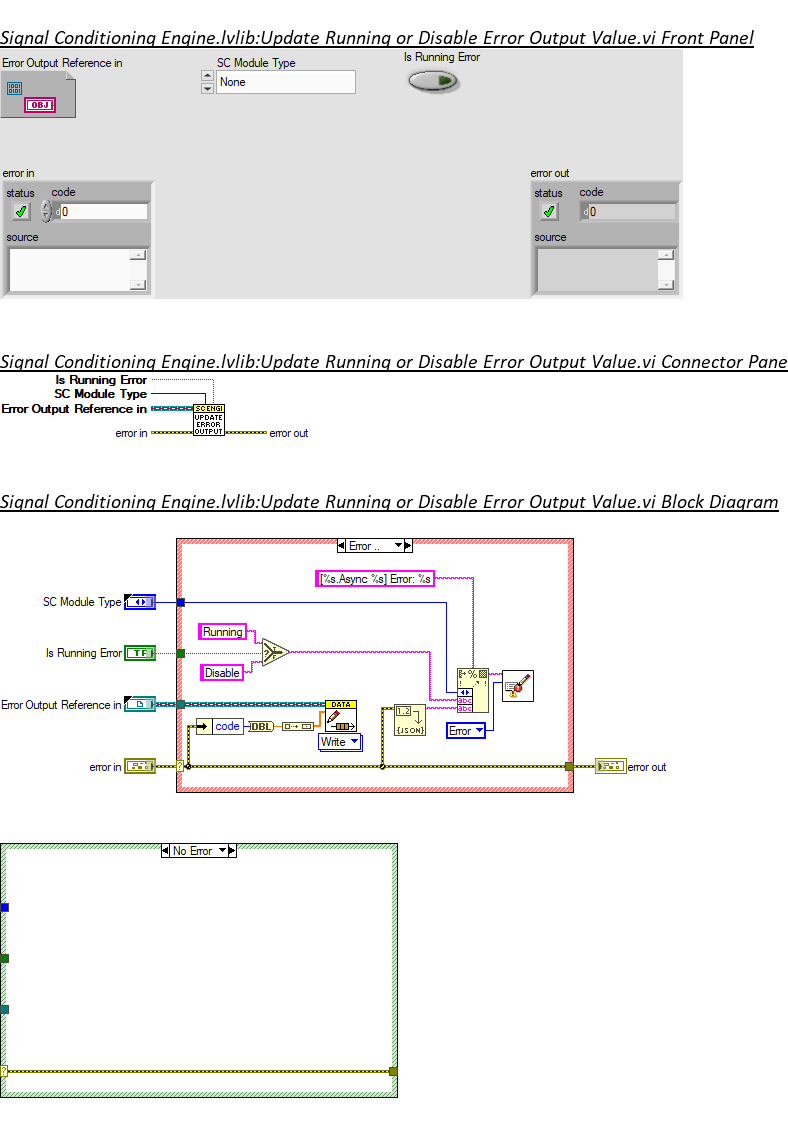 Signal Conditioning Engine.lvlib:Update Running or Disable Error Output Value.vi Front Panel
Error Output Reference in
SC Module Type
Is Running Error
OBJ
None
error in
error out
status code
status code
d 0
d 0
source
source
Signal Conditioning Engine.lvlib:Update Running or Disable Error Output Value.vi Connector Pane
Is Running Error
SC Module Type
Error Output Reference in
SC ENGI
UPDATE
ERROR
OUTPUT
error in
error out
Signal Conditioning Engine.lvlib:Update Running or Disable Error Output Value.vi Block Diagram
Error ..
[%s.Async %s] Error: %s
SC Module Type
Running
Is Running Error
TF
?
T
F
Disable
%
Error Output Reference in
DATA
abc
abc
code
DBL
1.2
{JSON}
Error
Write
error in
?
error out
No Error
?